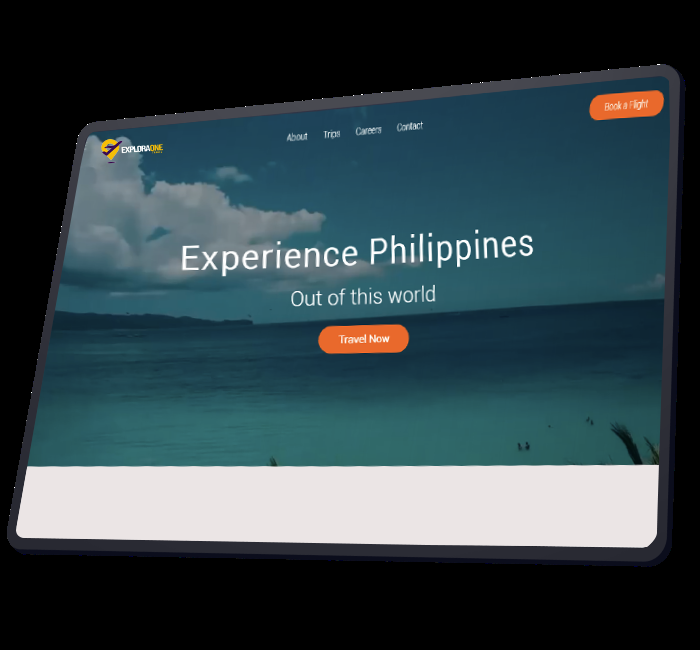 EXPLORAONE
About Trips Careers Contact
Book a Flight
Experience Philippines
Out of this world
Travel Now